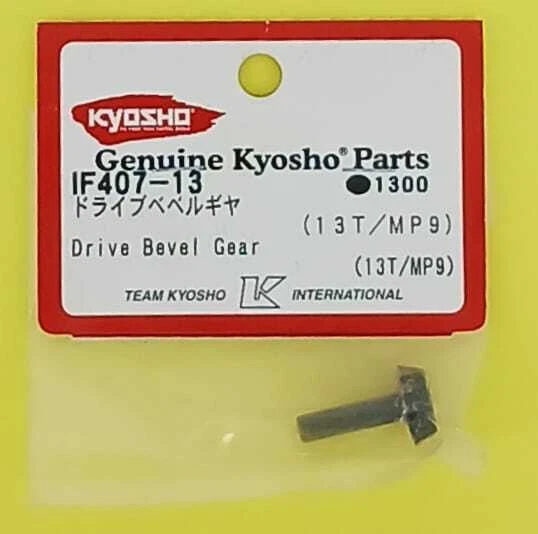 KYOSHO
Genuine Kyosho® Parts
IF407-13 ●1300
ドライブベベルギヤ (13T/MP9)
Drive Bevel Gear (13T/MP9)
TEAM KYOSHO K INTERNATIONAL